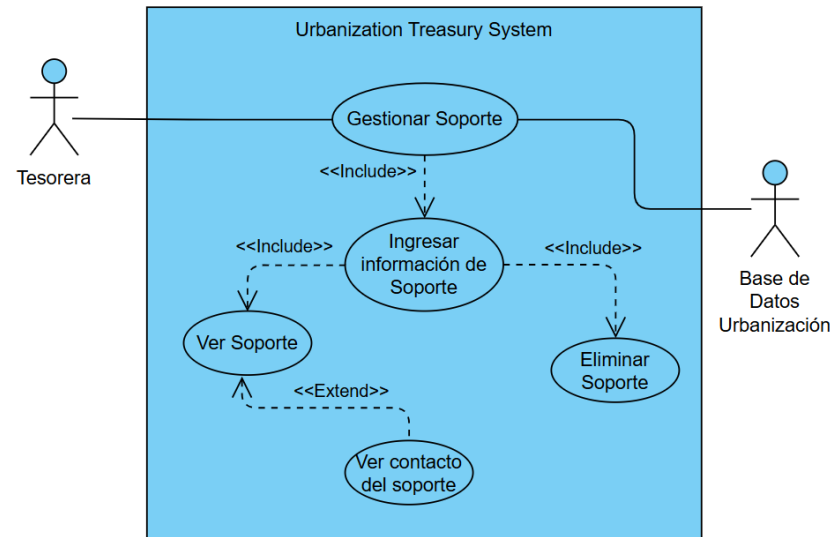 Urbanization Treasury System
Tesorera
Gestionar Soporte
<<Include>>
Ingresar
información de
Soporte
<<Include>>
<<Include>>
Base de
Datos
Urbanización
Ver Soporte
Eliminar
Soporte
<<Extend>>
Ver contacto
del soporte